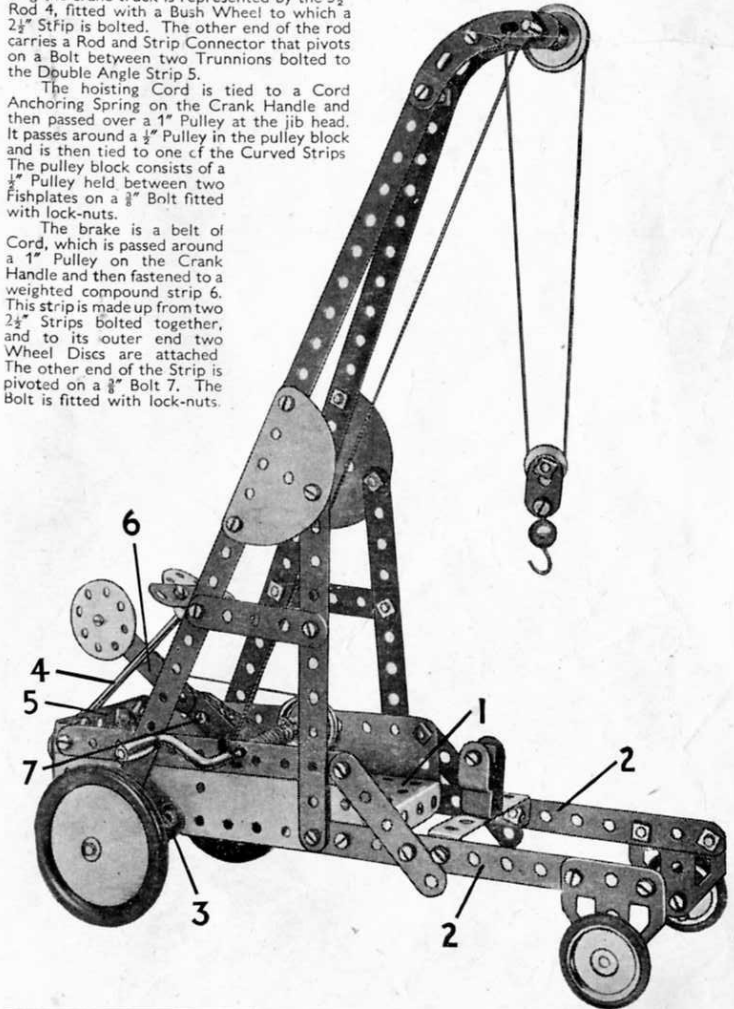 Rod 4, fitted with a Bush Wheel to which a
2½″ Stfip is bolted. The other end of the rod
carries a Rod and Strip Connector that pivots
on a Bolt between two Trunnions bolted to
the Double Angle Strip 5.
The hoisting Cord is tied to a Cord
Anchoring Spring on the Crank Handle and
then passed over a 1″ Pulley at the jib head.
It passes around a ½″ Pulley in the pulley block
and is then tied to one cf the Curved Strips
The pulley block consists of a
½″ Pulley held between two
Fishplates on a ⅜″ Bolt fitted
with lock-nuts.
The brake is a belt of
Cord, which is passed around
a 1″ Pulley on the Crank
Handle and then fastened to a
weighted compound strip 6.
This strip is made up from two
2½″ Strips bolted together,
and to its outer end two
Wheel Discs are attached
The other end of the Strip is
pivoted on a ⅜″ Bolt 7. The
Bolt is fitted with lock-nuts.
6
4
5
7
1
2
3
2